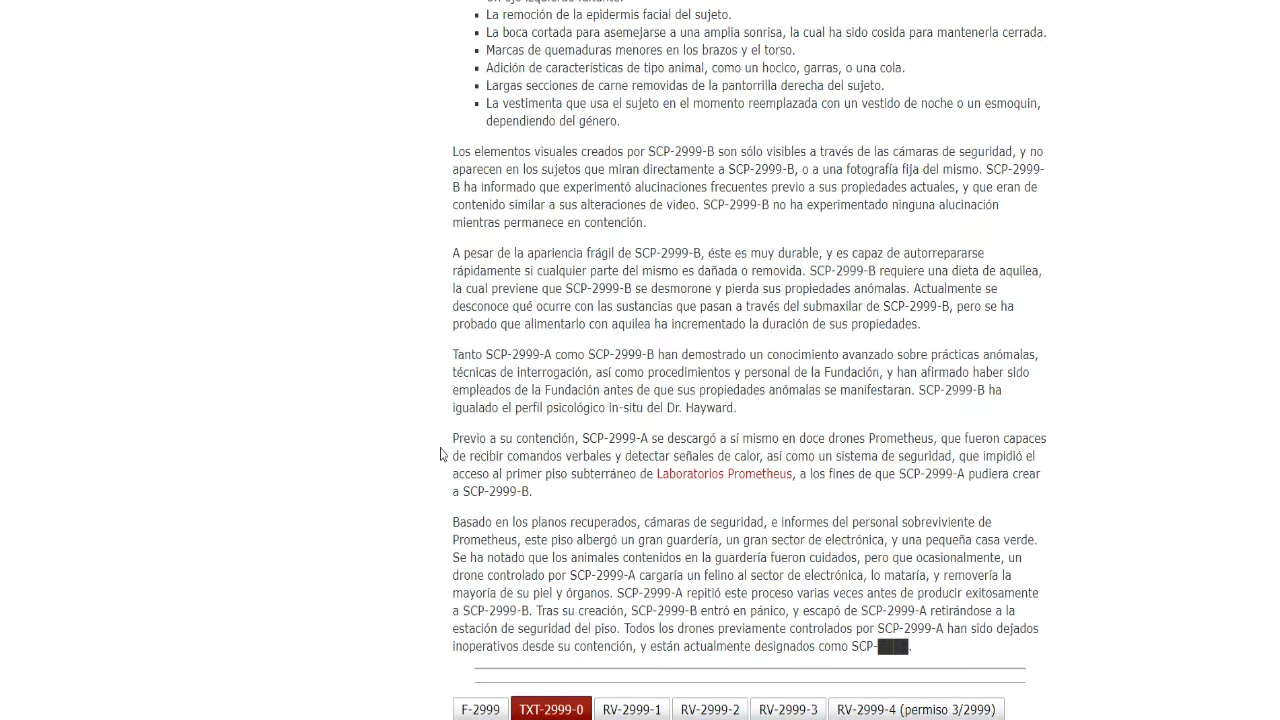 La remoción de la epidermis facial del sujeto.
La boca cortada para asemejarse a una amplia sonrisa, la cual ha sido cosida para mantenerla cerrada.
Marcas de quemaduras menores en los brazos y el torso.
Adición de características de tipo animal, como un hocico, garras, o una cola.
Largas secciones de carne removidas de la pantorrilla derecha del sujeto.
La vestimenta que usa el sujeto en el momento reemplazada con un vestido de noche o un esmoquin,
dependiendo del género.
Los elementos visuales creados por SCP-2999-B son sólo visibles a través de las cámaras de seguridad, y no
aparecen en los sujetos que miran directamente a SCP-2999-B, o a una fotografía fija del mismo. SCP-2999-
B ha informado que experimentó alucinaciones frecuentes previo a sus propiedades actuales, y que eran de
contenido similar a sus alteraciones de video. SCP-2999-B no ha experimentado ninguna alucinación
mientras permanece en contención.
A pesar de la apariencia frágil de SCP-2999-B, éste es muy durable, y es capaz de autorrepararse
rápidamente si cualquier parte del mismo es dañada o removida. SCP-2999-B requiere una dieta de aquilea,
la cual previene que SCP-2999-B se desmorone y pierda sus propiedades anómalas. Actualmente se
desconoce qué ocurre con las sustancias que pasan a través del submaxilar de SCP-2999-B, pero se ha
probado que alimentarlo con aquilea ha incrementado la duración de sus propiedades.
Tanto SCP-2999-A como SCP-2999-B han demostrado un conocimiento avanzado sobre prácticas anómalas,
técnicas de interrogación, así como procedimientos y personal de la Fundación, y han afirmado haber sido
empleados de la Fundación antes de que sus propiedades anómalas se manifestaran. SCP-2999-B ha
igualado el perfil psicológico in-situ del Dr. Hayward.
Previo a su contención, SCP-2999-A se descargó a sí mismo en doce drones Prometheus, que fueron capaces
de recibir comandos verbales y detectar señales de calor, así como un sistema de seguridad, que impidió el
acceso al primer piso subterráneo de Laboratorios Prometheus, a los fines de que SCP-2999-A pudiera crear
a SCP-2999-B.
Basado en los planos recuperados, cámaras de seguridad, e informes del personal sobreviviente de
Prometheus, este piso albergó un gran guardería, un gran sector de electrónica, y una pequeña casa verde.
Se ha notado que los animales contenidos en la guardería fueron cuidados, pero que ocasionalmente, un
drone controlado por SCP-2999-A cargaría un felino al sector de electrónica, lo mataría, y removería la
mayoría de su piel y órganos. SCP-2999-A repitió este proceso varias veces antes de producir exitosamente
a SCP-2999-B. Tras su creación, SCP-2999-B entró en pánico, y escapó de SCP-2999-A retirándose a la
estación de seguridad del piso. Todos los drones previamente controlados por SCP-2999-A han sido dejados
inoperativos desde su contención, y están actualmente designados como SCP-████.
F-2999 TXT-2999-0 RV-2999-1 RV-2999-2 RV-2999-3 RV-2999-4 (permiso 3/2999)